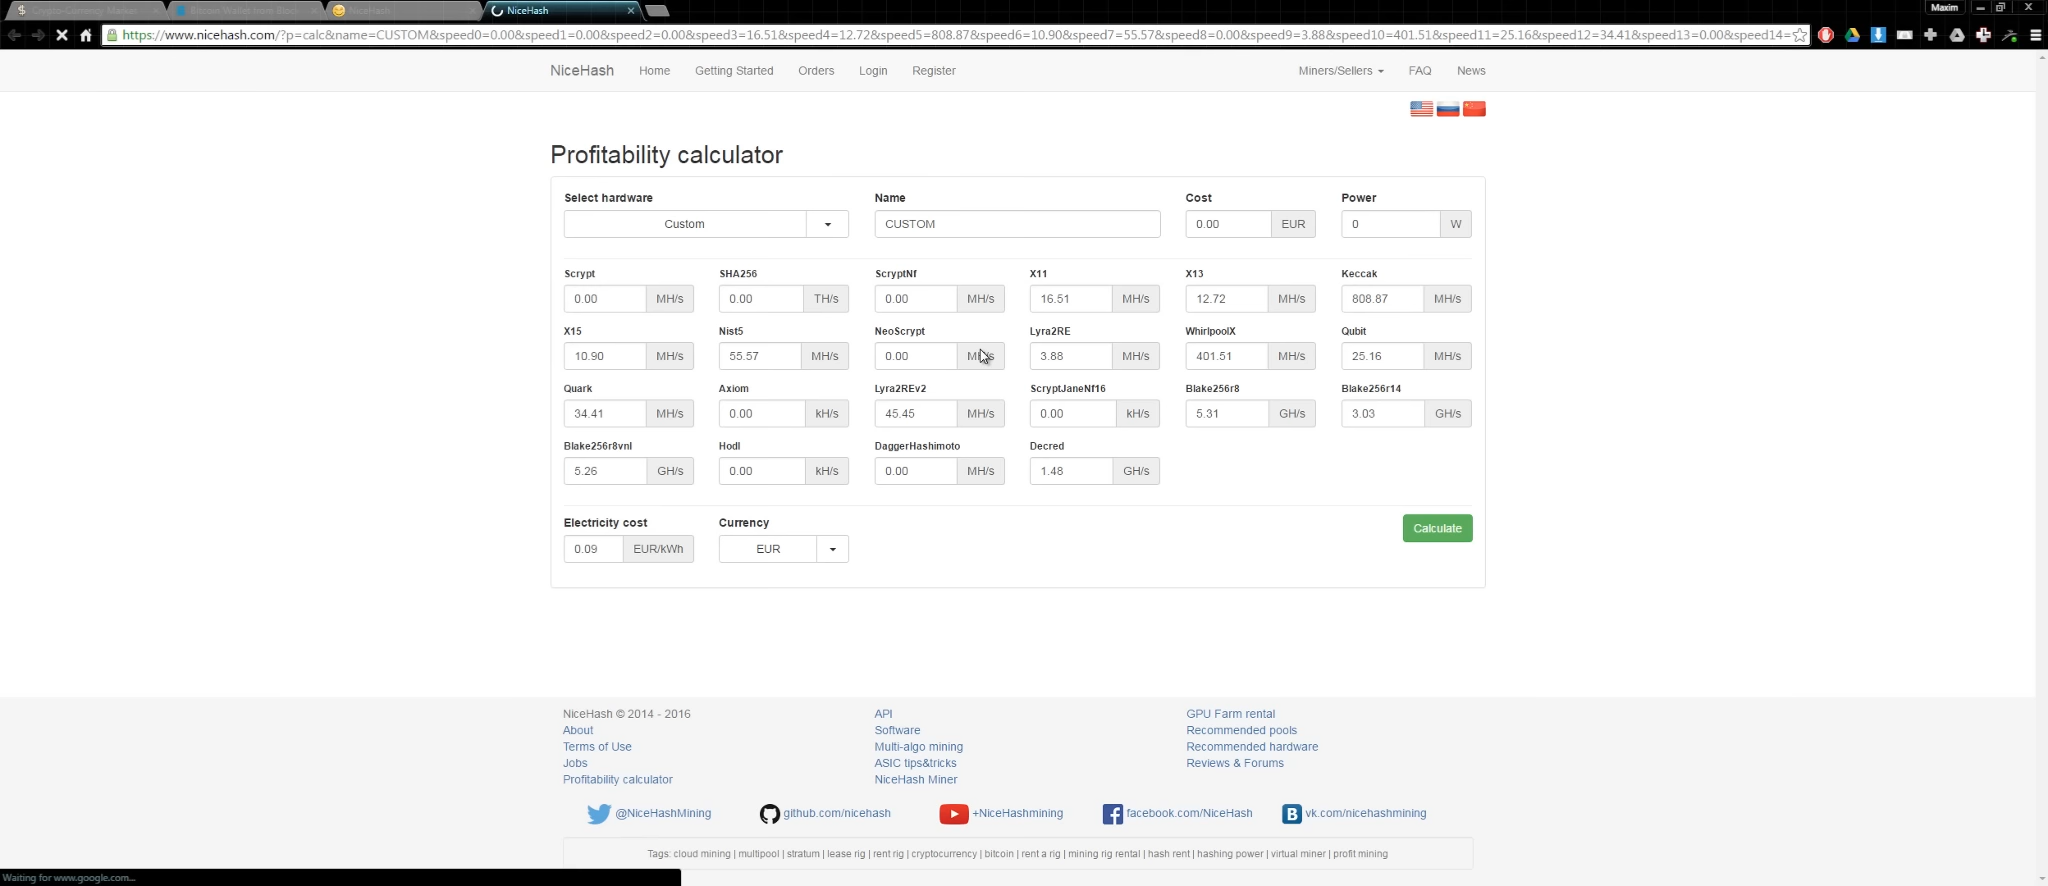 Crypto-Currency Market
Bitcoin Wallet from Block
NiceHash
NiceHash
Maxim
https://www.nicehash.com/?p=calc&name=CUSTOM&speed0=0.00&speed1=0.00&speed2=0.00&speed3=16.51&speed4=12.72&speed5=808.87&speed6=10.90&speed7=55.57&speed8=0.00&speed9=3.88&speed10=401.51&speed11=25.16&speed12=34.41&speed13=0.00&speed14=
NiceHash Home Getting Started Orders Login Register Miners/Sellers FAQ News
Profitability calculator
Select hardware Name Cost Power
Custom CUSTOM 0.00 EUR 0 W
Scrypt SHA256 ScryptNf X11 X13 Keccak
0.00 MH/s 0.00 TH/s 0.00 MH/s 16.51 MH/s 12.72 MH/s 808.87 MH/s
X15 Nist5 NeoScrypt Lyra2RE WhirlpoolX Qubit
10.90 MH/s 55.57 MH/s 0.00 MH/s 3.88 MH/s 401.51 MH/s 25.16 MH/s
Quark Axiom Lyra2REv2 ScryptJaneNf16 Blake256r8 Blake256r14
34.41 MH/s 0.00 kH/s 45.45 MH/s 0.00 kH/s 5.31 GH/s 3.03 GH/s
Blake256r8vnl Hodl DaggerHashimoto Decred
5.26 GH/s 0.00 kH/s 0.00 MH/s 1.48 GH/s
Electricity cost Currency
0.09 EUR/kWh EUR Calculate
NiceHash © 2014 - 2016 API GPU Farm rental
About Software Recommended pools
Terms of Use Multi-algo mining Recommended hardware
Jobs ASIC tips&tricks Reviews & Forums
Profitability calculator NiceHash Miner
@NiceHashMining github.com/nicehash +NiceHashmining facebook.com/NiceHash vk.com/nicehashmining
Tags: cloud mining | multipool | stratum | lease rig | rent rig | cryptocurrency | bitcoin | rent a rig | mining rig rental | hash rent | hashing power | virtual miner | profit mining
Waiting for www.google.com...